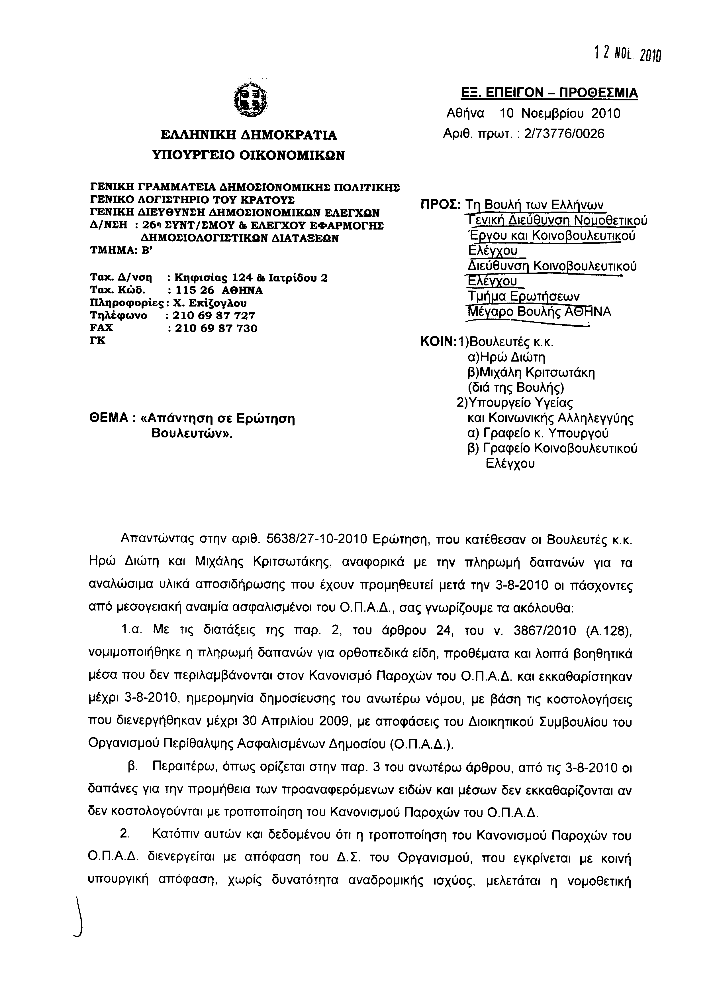 12 ΝΟΕ. 2010
ΕΞ. ΕΠΕΙΓΟΝ – ΠΡΟΘΕΣΜΙΑ
Αθήνα 10 Νοεμβρίου 2010
Αριθ. πρωτ. : 2/73776/0026
ΕΛΛΗΝΙΚΗ ΔΗΜΟΚΡΑΤΙΑ
ΥΠΟΥΡΓΕΙΟ ΟΙΚΟΝΟΜΙΚΩΝ
ΓΕΝΙΚΗ ΓΡΑΜΜΑΤΕΙΑ ΔΗΜΟΣΙΟΝΟΜΙΚΗΣ ΠΟΛΙΤΙΚΗΣ
ΓΕΝΙΚΟ ΛΟΓΙΣΤΗΡΙΟ ΤΟΥ ΚΡΑΤΟΥΣ
ΓΕΝΙΚΗ ΔΙΕΥΘΥΝΣΗ ΔΗΜΟΣΙΟΝΟΜΙΚΩΝ ΕΛΕΓΧΩΝ
Δ/ΝΣΗ : 26η ΣΥΝΤ/ΣΜΟΥ & ΕΛΕΓΧΟΥ ΕΦΑΡΜΟΓΗΣ
ΔΗΜΟΣΙΟΛΟΓΙΣΤΙΚΩΝ ΔΙΑΤΑΞΕΩΝ
ΤΜΗΜΑ: Β’
Ταχ. Δ/νση : Κηφισίας 124 & Ιατρίδου 2
Ταχ. Κώδ. : 115 26 ΑΘΗΝΑ
Πληροφορίες: Χ. Εκίζογλου
Τηλέφωνο : 210 69 87 727
FAX : 210 69 87 730
ΓΚ
ΠΡΟΣ: Τη Βουλή των Ελλήνων
Γενική Διεύθυνση Νομοθετικού
Έργου και Κοινοβουλευτικού
Ελέγχου
Διεύθυνση Κοινοβουλευτικού
Ελέγχου
Τμήμα Ερωτήσεων
Μέγαρο Βουλής ΑΘΗΝΑ
ΚΟΙΝ:1)Βουλευτές κ.κ.
α)Ηρώ Διώτη
β)Μιχάλη Κριτσωτάκη
(διά της Βουλής)
2)Υπουργείο Υγείας
και Κοινωνικής Αλληλεγγύης
α) Γραφείο κ. Υπουργού
β) Γραφείο Κοινοβουλευτικού
Ελέγχου
ΘΕΜΑ : «Απάντηση σε Ερώτηση
Βουλευτών».
Απαντώντας στην αριθ. 5638/27-10-2010 Ερώτηση, που κατέθεσαν οι Βουλευτές κ.κ.
Ηρώ Διώτη και Μιχάλης Κριτσωτάκης, αναφορικά με την πληρωμή δαπανών για τα
αναλώσιμα υλικά αποσιδήρωσης που έχουν προμηθευτεί μετά την 3-8-2010 οι πάσχοντες
από μεσογειακή αναιμία ασφαλισμένοι του Ο.Π.Α.Δ., σας γνωρίζουμε τα ακόλουθα:
1.α. Με τις διατάξεις της παρ. 2, του άρθρου 24, του ν. 3867/2010 (Α.128),
νομιμοποιήθηκε η πληρωμή δαπανών για ορθοπεδικά είδη, προθέματα και λοιπά βοηθητικά
μέσα που δεν περιλαμβάνονται στον Κανονισμό Παροχών του Ο.Π.Α.Δ. και εκκαθαρίστηκαν
μέχρι 3-8-2010, ημερομηνία δημοσίευσης του ανωτέρω νόμου, με βάση τις κοστολογήσεις
που διενεργήθηκαν μέχρι 30 Απριλίου 2009, με αποφάσεις του Διοικητικού Συμβουλίου του
Οργανισμού Περίθαλψης Ασφαλισμένων Δημοσίου (Ο.Π.Α.Δ.).
β. Περαιτέρω, όπως ορίζεται στην παρ. 3 του ανωτέρω άρθρου, από τις 3-8-2010 οι
δαπάνες για την προμήθεια των προαναφερόμενων ειδών και μέσων δεν εκκαθαρίζονται αν
δεν κοστολογούνται με τροποποίηση του Κανονισμού Παροχών του Ο.Π.Α.Δ.
2. Κατόπιν αυτών και δεδομένου ότι η τροποποίηση του Κανονισμού Παροχών του
Ο.Π.Α.Δ. διενεργείται με απόφαση του Δ.Σ. του Οργανισμού, που εγκρίνεται με κοινή
υπουργική απόφαση, χωρίς δυνατότητα αναδρομικής ισχύος, μελετάται η νομοθετική